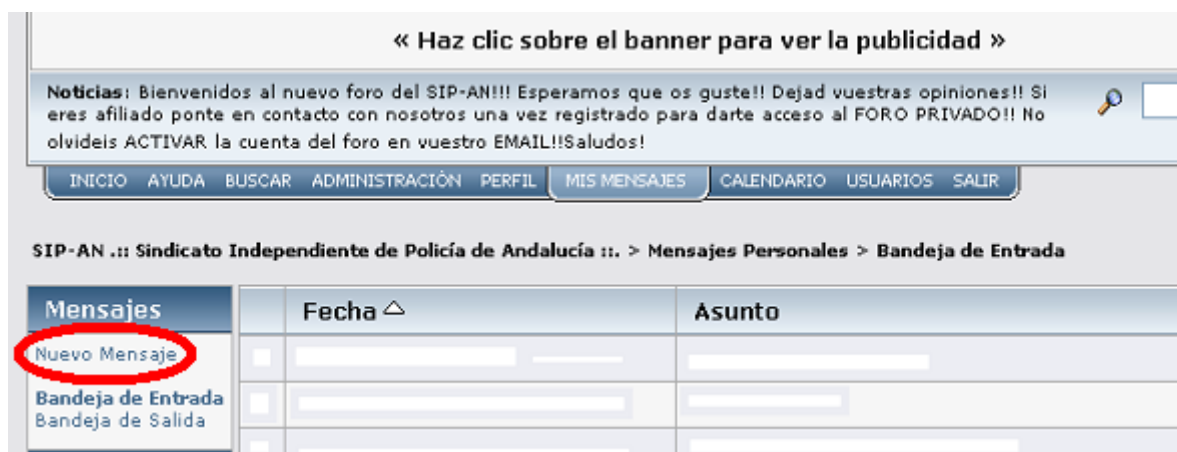 « Haz clic sobre el banner para ver la publicidad »
Noticias: Bienvenidos al nuevo foro del SIP-AN!!! Esperamos que os guste!! Dejad vuestras opiniones!! Si
eres afiliado ponte en contacto con nosotros una vez registrado para darte acceso al FORO PRIVADO!! No
olvideis ACTIVAR la cuenta del foro en vuestro EMAIL!!Saludos!
INICIO AYUDA BUSCAR ADMINISTRACIÓN PERFIL MIS MENSAJES CALENDARIO USUARIOS SALIR
SIP-AN .:: Sindicato Independiente de Policía de Andalucía ::. > Mensajes Personales > Bandeja de Entrada
Mensajes Fecha Asunto
Nuevo Mensaje
Bandeja de Entrada
Bandeja de Salida